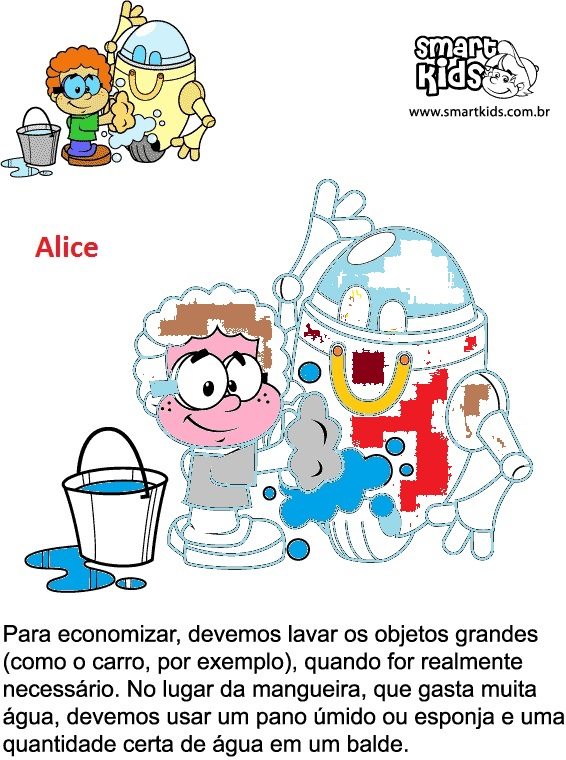 smart
kids
www.smartkids.com.br
Alice
Para economizar, devemos lavar os objetos grandes
(como o carro, por exemplo), quando for realmente
necessário. No lugar da mangueira, que gasta muita
água, devemos usar um pano úmido ou esponja e uma
quantidade certa de água em um balde.